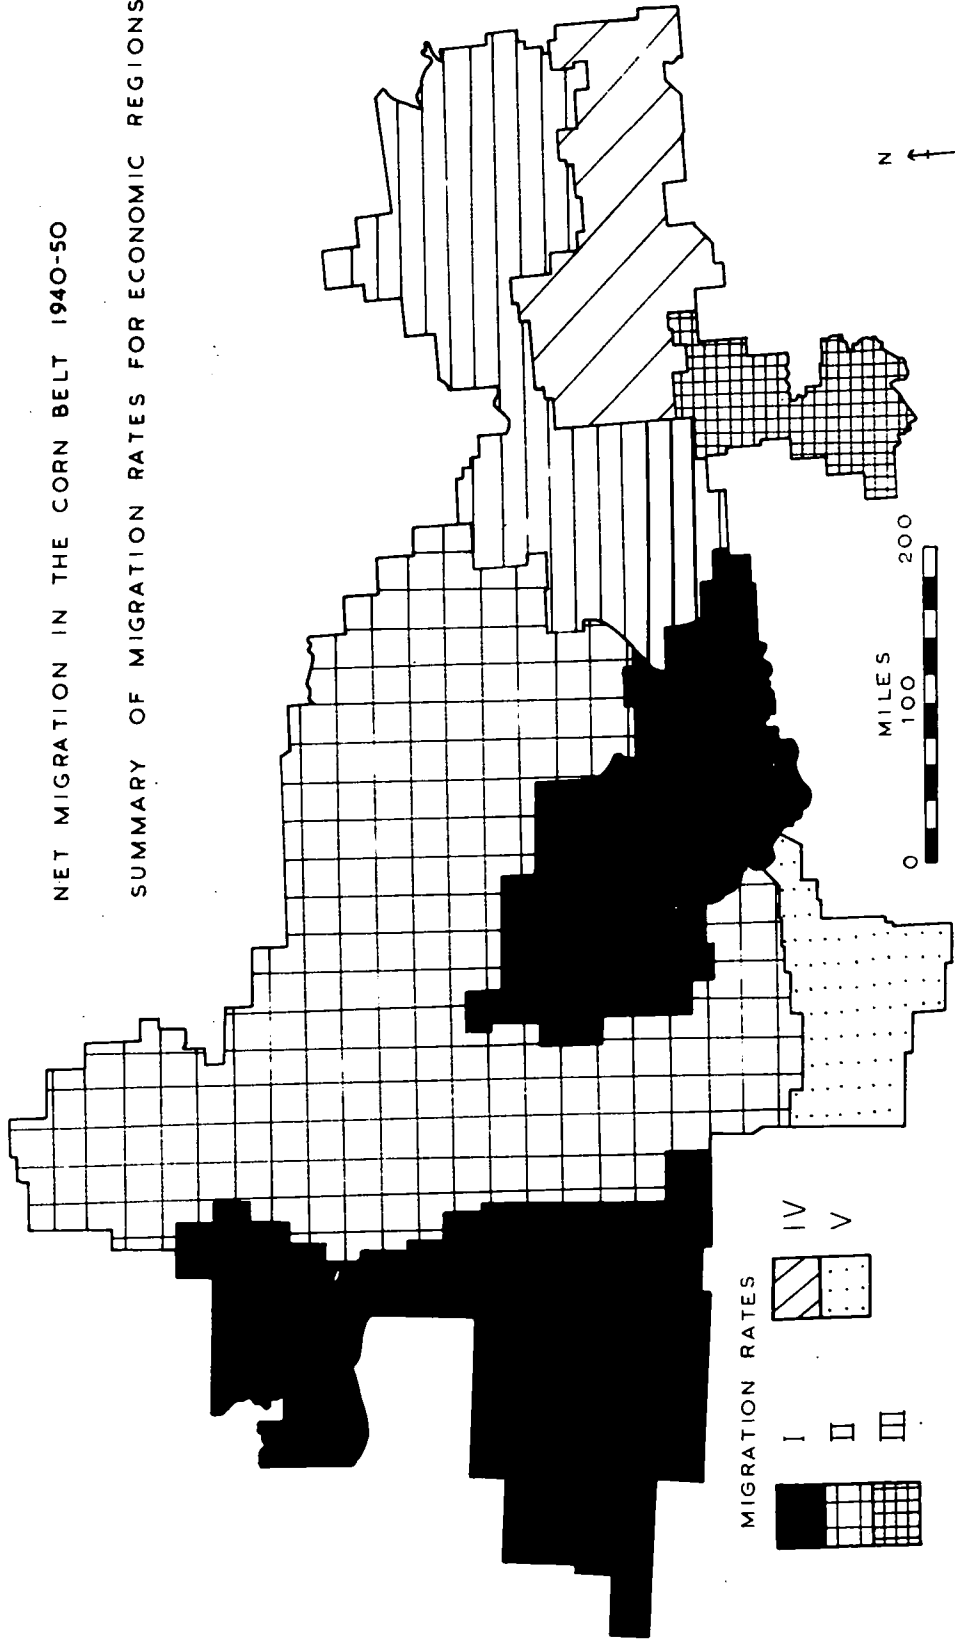 NET MIGRATION IN THE CORN BELT 1940-50
SUMMARY OF MIGRATION RATES FOR ECONOMIC REGIONS
MIGRATION RATES
I
II
III
IV
V
MILES
0 100 200
N